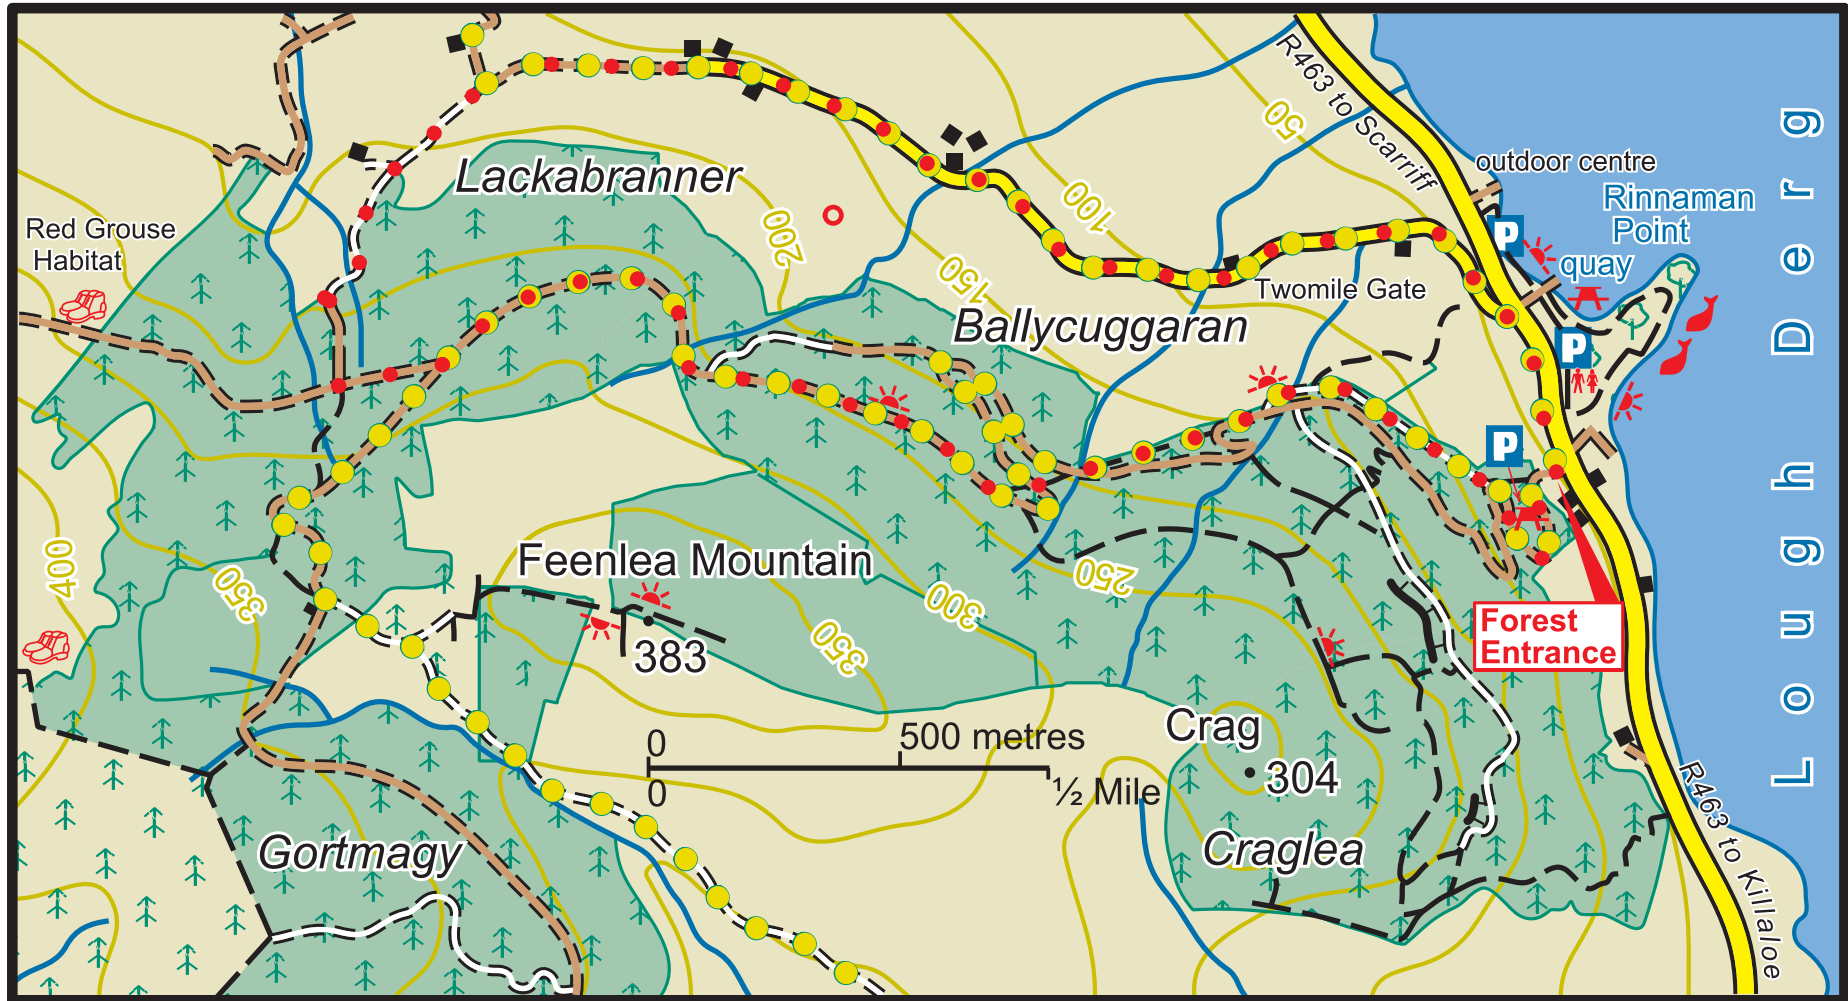 R463 to Scarriff
outdoor centre
Rinnaman
Point
quay
P
P
P
Lough Derg
50
100
150
200
Lackabranner
Red Grouse
Habitat
Twomile Gate
Ballycuggaran
400
350
Feenlea Mountain
383
250
300
350
Forest
Entrance
Crag
304
0
500 metres
0
½ Mile
Gortmagy
Craglea
R463 to Killaloe